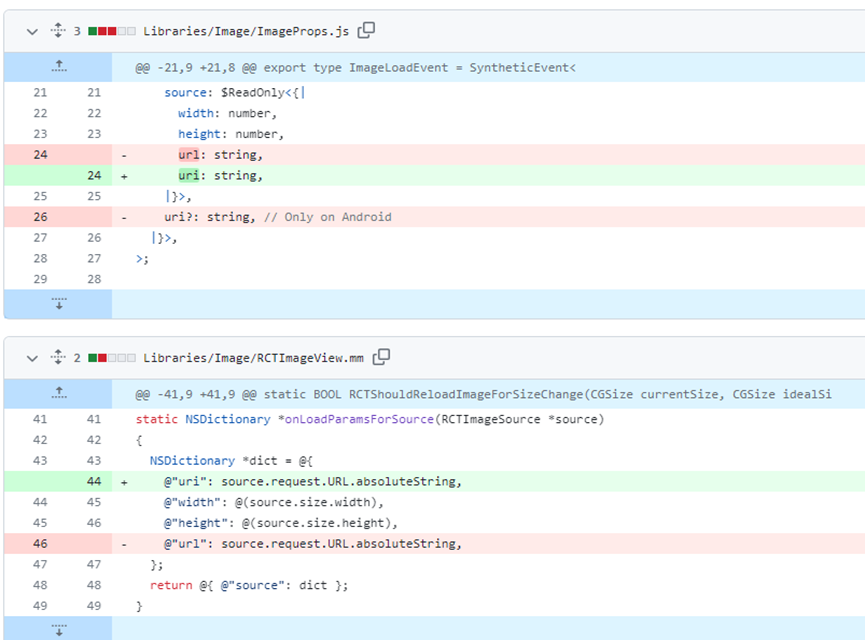 3 Libraries/Image/ImageProps.js
@@ -21,9 +21,8 @@ export type ImageLoadEvent = SyntheticEvent<
21 21 source: $ReadOnly<{|
22 22 width: number,
23 23 height: number,
24 - url: string,
24 + uri: string,
25 25 |}>,
26 - uri?: string, // Only on Android
27 26 |}>,
28 27 >;
29 28
2 Libraries/Image/RCTImageView.mm
@@ -41,9 +41,9 @@ static BOOL RCTShouldReloadImageForSizeChange(CGSize currentSize, CGSize idealSi
41 41 static NSDictionary *onLoadParamsForSource(RCTImageSource *source)
42 42 {
43 43 NSDictionary *dict = @{
44 + @"uri": source.request.URL.absoluteString,
44 45 @"width": @(source.size.width),
45 46 @"height": @(source.size.height),
46 - @"url": source.request.URL.absoluteString,
47 47 };
48 48 return @{ @"source": dict };
49 49 }